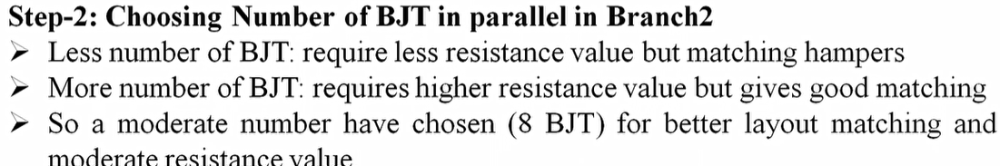 Step-2: Choosing Number of BJT in parallel in Branch2
➤ Less number of BJT: require less resistance value but matching hampers
➤ More number of BJT: requires higher resistance value but gives good matching
➤ So a moderate number have chosen (8 BJT) for better layout matching and
moderate resistance value